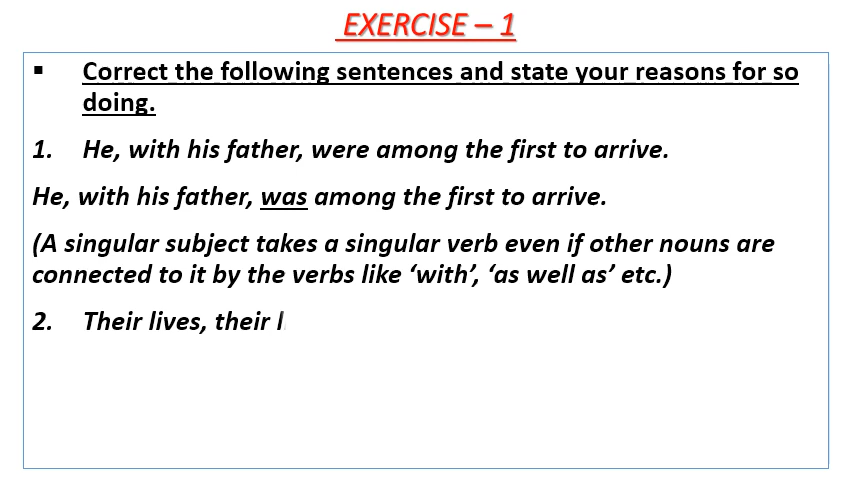 EXERCISE – 1
▪ Correct the following sentences and state your reasons for so
doing.
1. He, with his father, were among the first to arrive.
He, with his father, was among the first to arrive.
(A singular subject takes a singular verb even if other nouns are
connected to it by the verbs like ‘with’, ‘as well as’ etc.)
2. Their lives, their